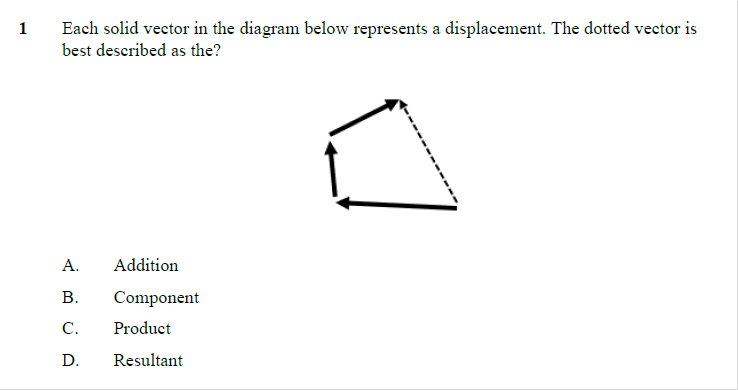 1 Each solid vector in the diagram below represents a displacement. The dotted vector is
best described as the?
A. Addition
B. Component
C. Product
D. Resultant